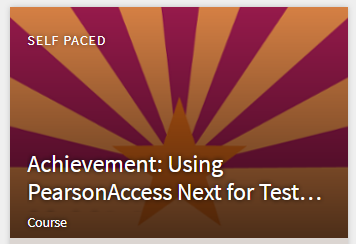 SELF PACED
Achievement: Using
PearsonAccess Next for Test…
Course